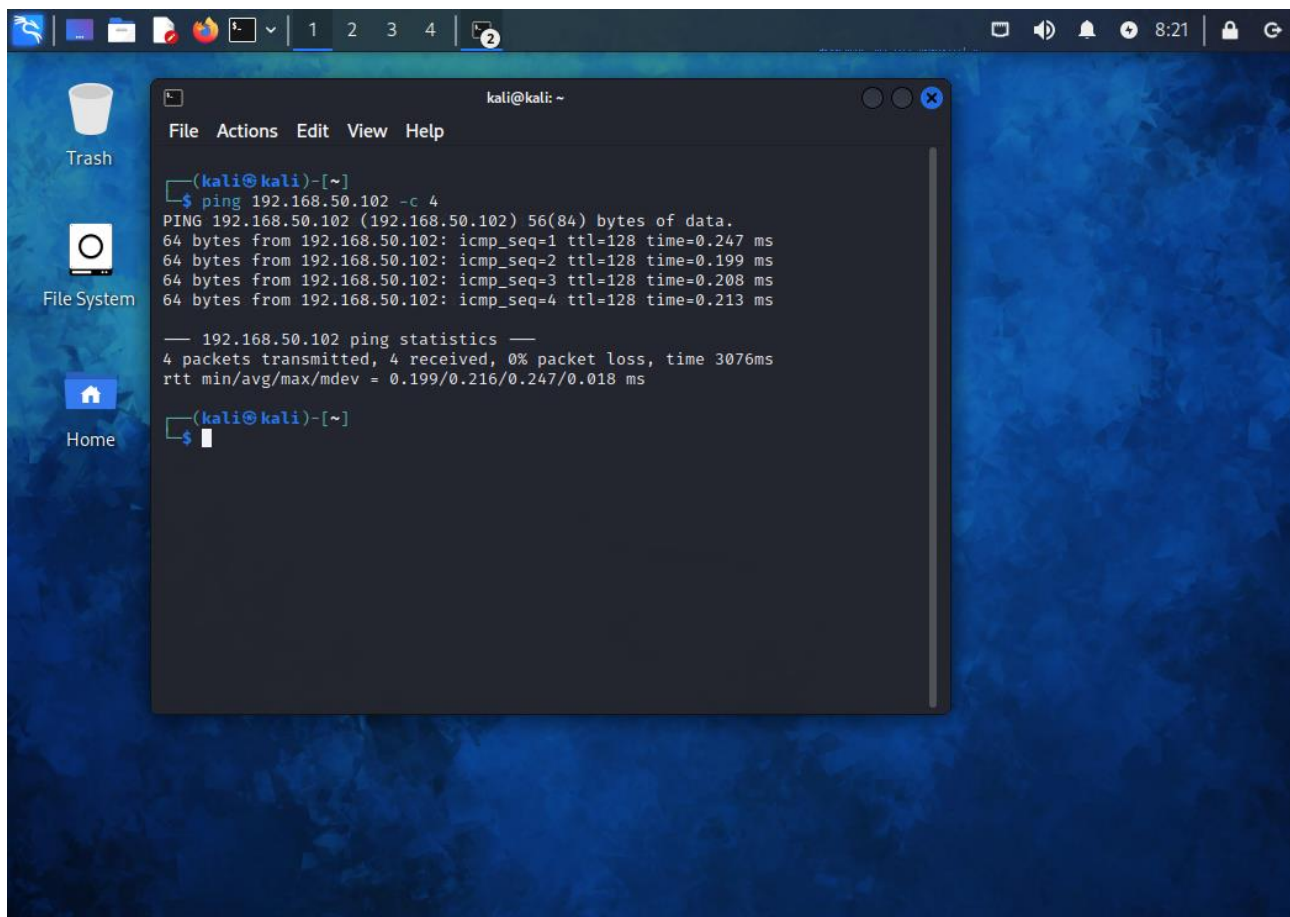 1 2 3 4 2 8:21
kali@kali: ~
File Actions Edit View Help
Trash
┌──(kali㉿kali)-[~]
└─$ ping 192.168.50.102 -c 4
PING 192.168.50.102 (192.168.50.102) 56(84) bytes of data.
64 bytes from 192.168.50.102: icmp_seq=1 ttl=128 time=0.247 ms
64 bytes from 192.168.50.102: icmp_seq=2 ttl=128 time=0.199 ms
64 bytes from 192.168.50.102: icmp_seq=3 ttl=128 time=0.208 ms
64 bytes from 192.168.50.102: icmp_seq=4 ttl=128 time=0.213 ms
File System
─── 192.168.50.102 ping statistics ───
4 packets transmitted, 4 received, 0% packet loss, time 3076ms
rtt min/avg/max/mdev = 0.199/0.216/0.247/0.018 ms
┌──(kali㉿kali)-[~]
└─$
Home